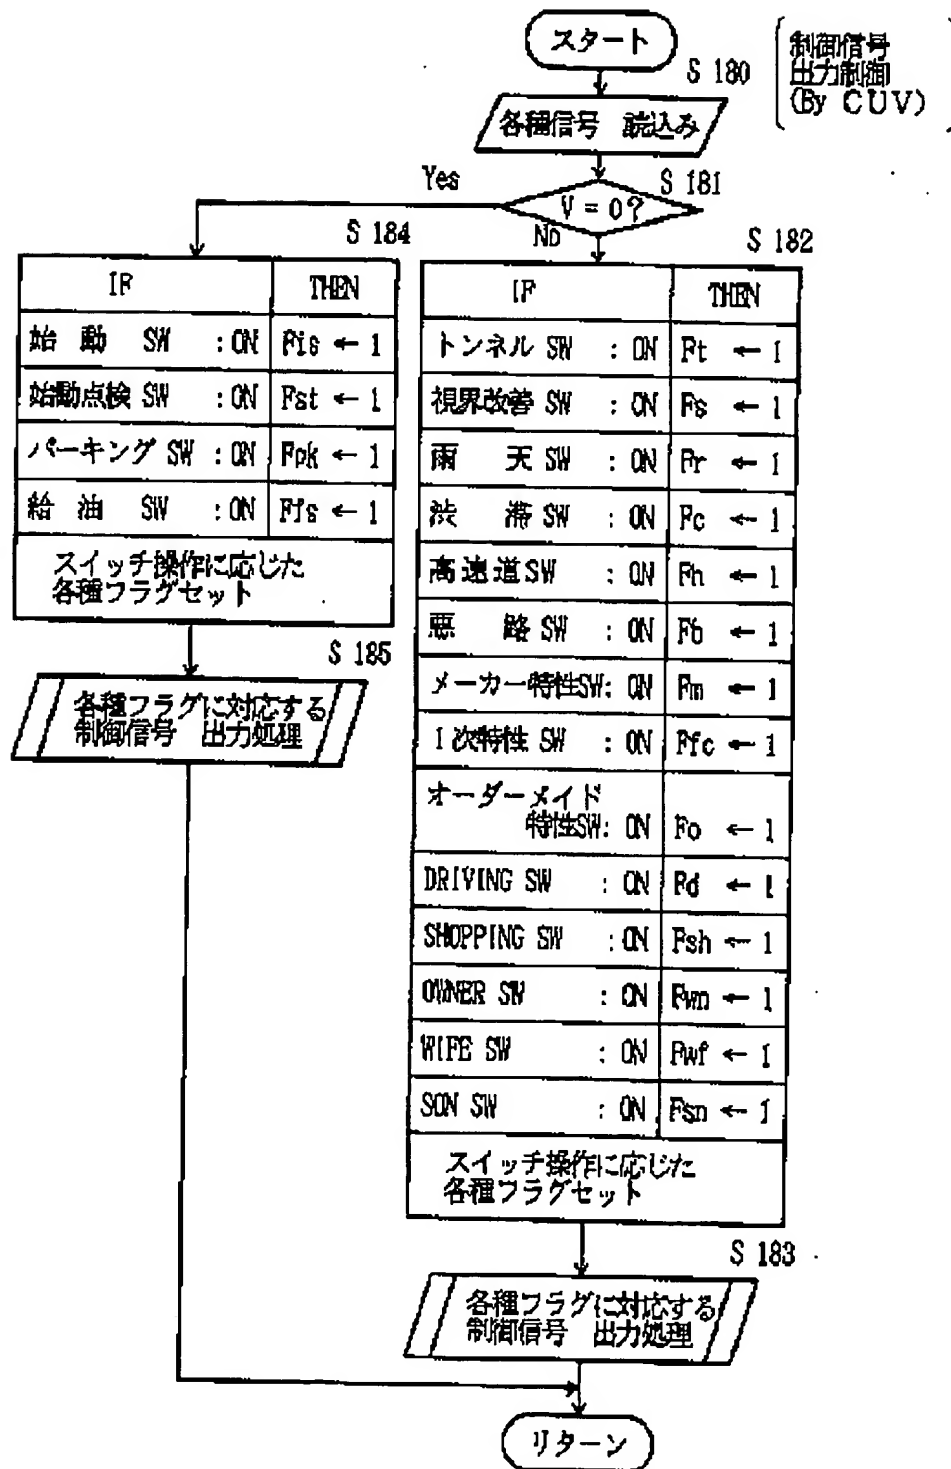 スタート
制御信号
出力制御
(By CUV)
S 180
各種信号 読込み
S 181
V = 0?
Yes
No
S 184
IF THEN
始 動 SW : ON Fis ← 1
始動点検 SW : ON Fst ← 1
パーキング SW : ON Fpk ← 1
給 油 SW : ON Ffs ← 1
スイッチ操作に応じた
各種フラグセット
S 185
各種フラグに対応する
制御信号 出力処理
S 182
IF THEN
トンネル SW : ON Ft ← 1
視界改善 SW : ON Fs ← 1
雨 天 SW : ON Fr ← 1
渋 滞 SW : ON Fc ← 1
高速道SW : ON Fh ← 1
悪 路 SW : ON Fb ← 1
メーカー特性SW: ON Fm ← 1
1次特性 SW : ON Ffc ← 1
オーダーメイド
特性SW: ON Fo ← 1
DRIVING SW : ON Fd ← 1
SHOPPING SW : ON Fsh ← 1
OWNER SW : ON Fwn ← 1
WIFE SW : ON Fwf ← 1
SON SW : ON Fsn ← 1
スイッチ操作に応じた
各種フラグセット
S 183
各種フラグに対応する
制御信号 出力処理
リターン